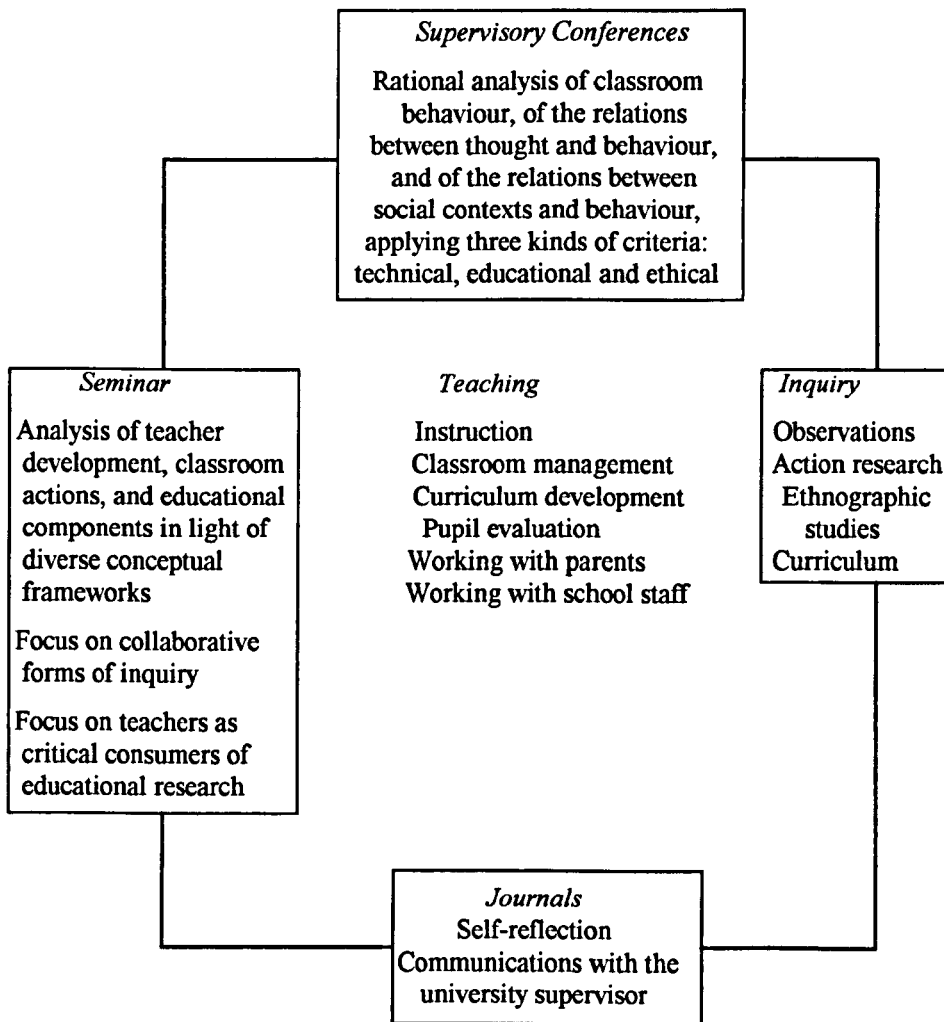 Supervisory Conferences
Rational analysis of classroom
behaviour, of the relations
between thought and behaviour,
and of the relations between
social contexts and behaviour,
applying three kinds of criteria:
technical, educational and ethical
Seminar
Analysis of teacher
development, classroom
actions, and educational
components in light of
diverse conceptual
frameworks
Focus on collaborative
forms of inquiry
Focus on teachers as
critical consumers of
educational research
Teaching
Instruction
Classroom management
Curriculum development
Pupil evaluation
Working with parents
Working with school staff
Inquiry
Observations
Action research
Ethnographic
studies
Curriculum
Journals
Self-reflection
Communications with the
university supervisor